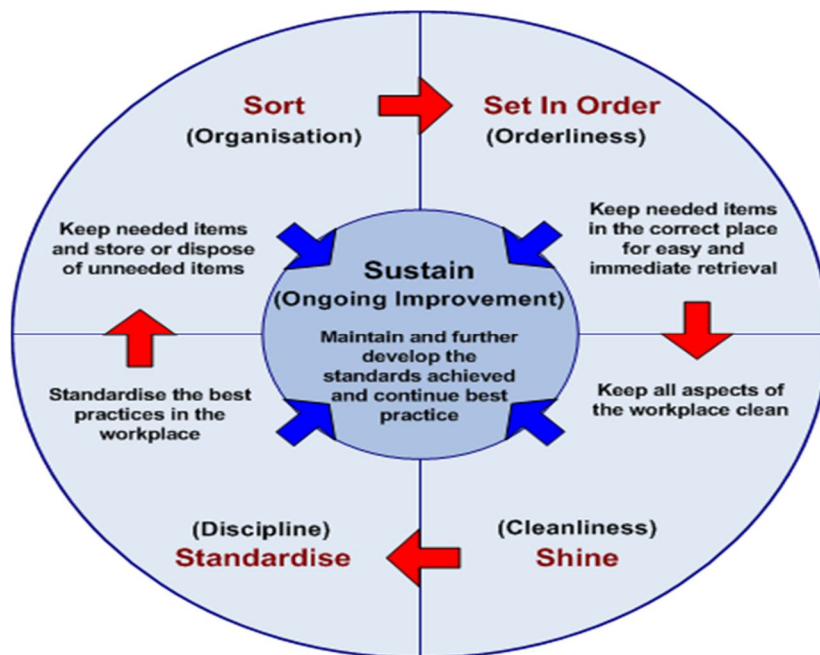 Sort
(Organisation)
Keep needed items
and store or dispose
of unneeded items
Set In Order
(Orderliness)
Keep needed items
in the correct place
for easy and
immediate retrieval
Sustain
(Ongoing Improvement)
Maintain and further
develop the
standards achieved
and continue best
practice
Standardise the best
practices in the
workplace
(Discipline)
Standardise
Keep all aspects of
the workplace clean
(Cleanliness)
Shine